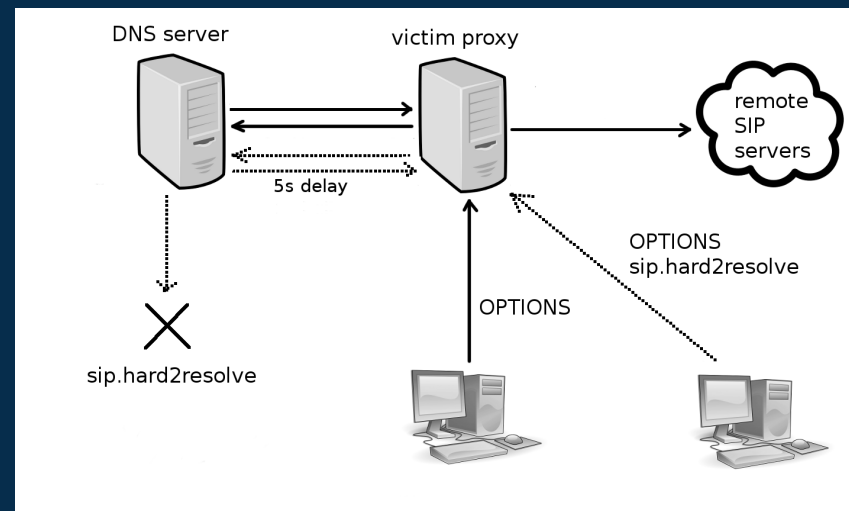 DNS server
victim proxy
remote
SIP
servers
5s delay
OPTIONS
sip.hard2resolve
OPTIONS
sip.hard2resolve